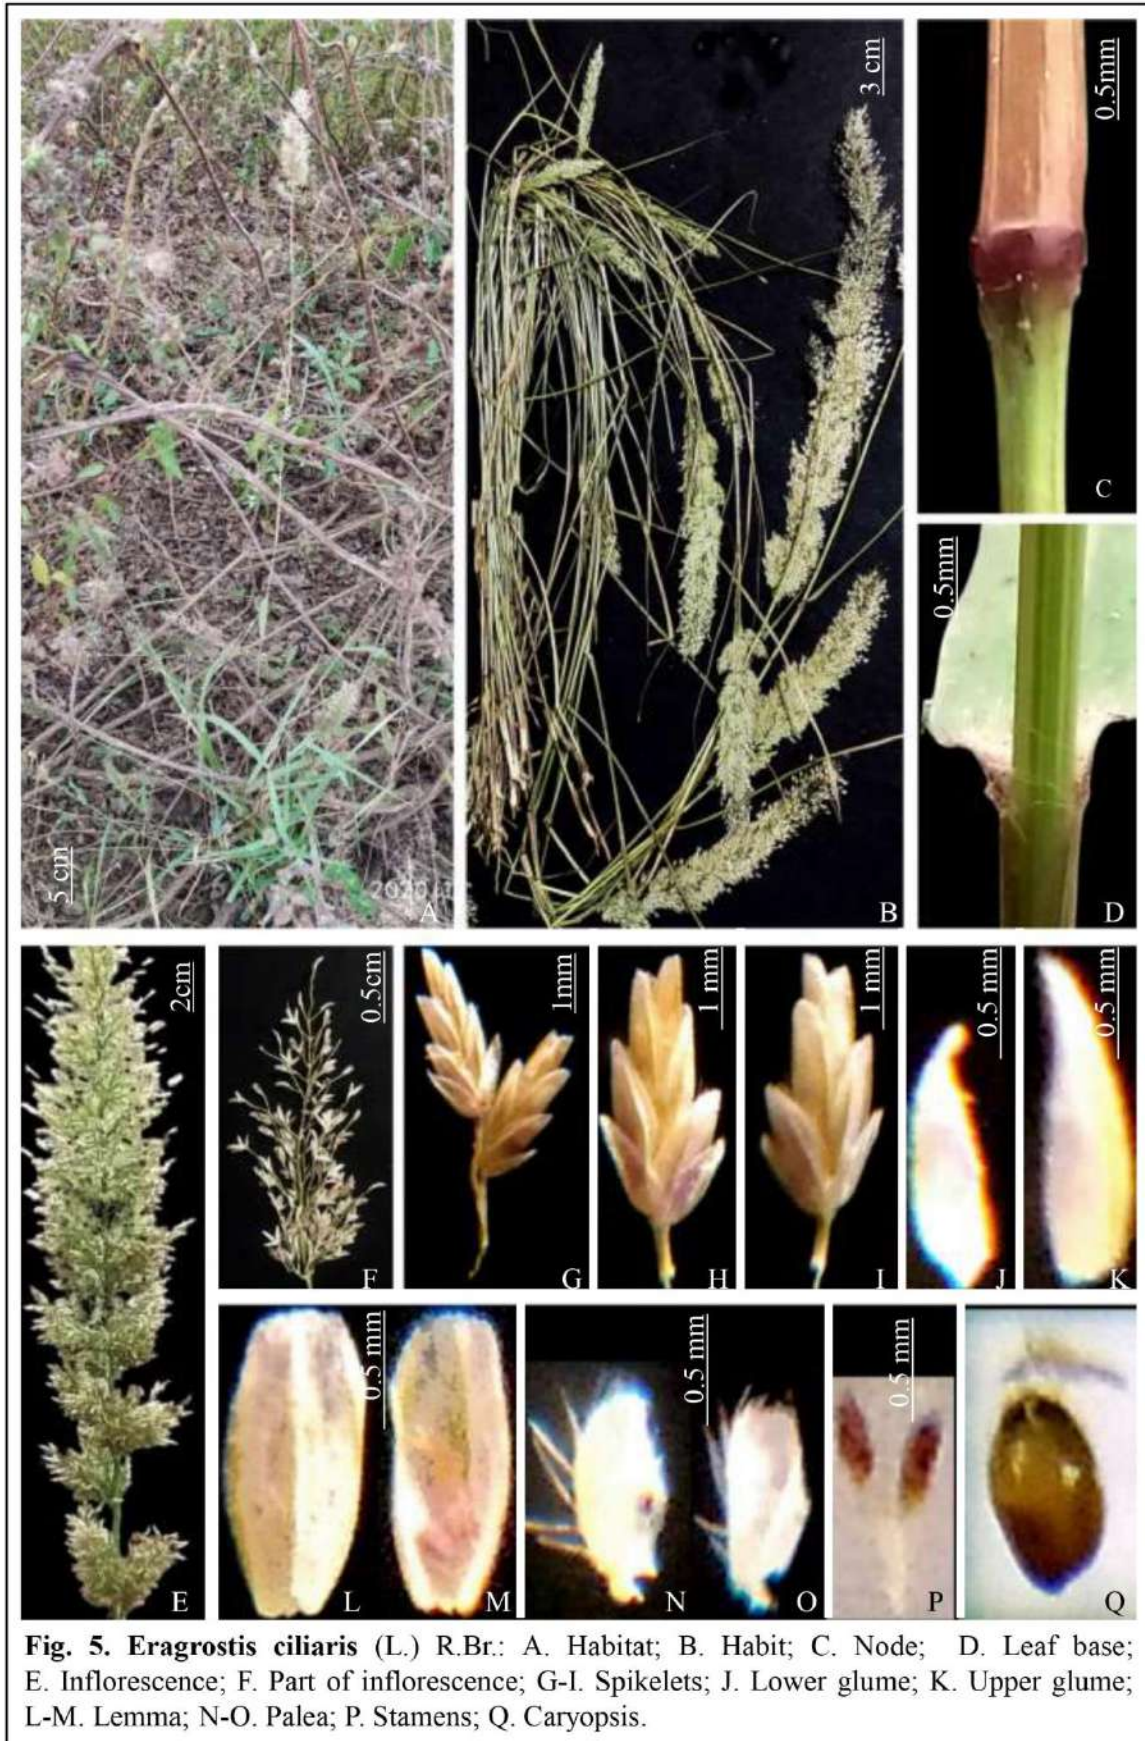 3 cm
0.5mm
C
0.5mm
5 cm
2020
A
B
D
2cm
0.5cm
1mm
1 mm
1 mm
0.5 mm
0.5 mm
F
G
H
I
J
K
0.5 mm
0.5 mm
0.5 mm
E
L
M
N
O
P
Q
Fig. 5. Eragrostis ciliaris (L.) R.Br.: A. Habitat; B. Habit; C. Node; D. Leaf base;
E. Inflorescence; F. Part of inflorescence; G-I. Spikelets; J. Lower glume; K. Upper glume;
L-M. Lemma; N-O. Palea; P. Stamens; Q. Caryopsis.